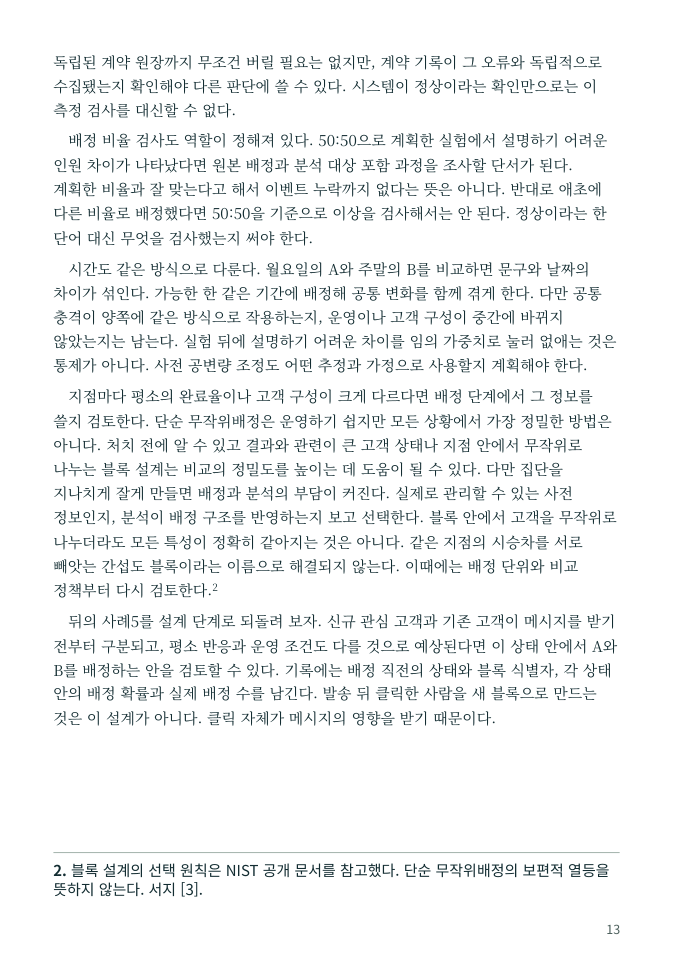 독립된 계약 원장까지 무조건 버릴 필요는 없지만, 계약 기록이 그 오류와 독립적으로
수집됐는지 확인해야 다른 판단에 쓸 수 있다. 시스템이 정상이라는 확인만으로는 이
측정 검사를 대신할 수 없다.
배정 비율 검사도 역할이 정해져 있다. 50:50으로 계획한 실험에서 설명하기 어려운
인원 차이가 나타났다면 원본 배정과 분석 대상 포함 과정을 조사할 단서가 된다.
계획한 비율과 잘 맞는다고 해서 이벤트 누락까지 없다는 뜻은 아니다. 반대로 애초에
다른 비율로 배정했다면 50:50을 기준으로 이상을 검사해서는 안 된다. 정상이라는 한
단어 대신 무엇을 검사했는지 써야 한다.
시간도 같은 방식으로 다룬다. 월요일의 A와 주말의 B를 비교하면 문구와 날짜의
차이가 섞인다. 가능한 한 같은 기간에 배정해 공통 변화를 함께 겪게 한다. 다만 공통
충격이 양쪽에 같은 방식으로 작용하는지, 운영이나 고객 구성이 중간에 바뀌지
않았는지는 남는다. 실험 뒤에 설명하기 어려운 차이를 임의 가중치로 눌러 없애는 것은
통제가 아니다. 사전 공변량 조정도 어떤 추정과 가정으로 사용할지 계획해야 한다.
지점마다 평소의 완료율이나 고객 구성이 크게 다르다면 배정 단계에서 그 정보를
쓸지 검토한다. 단순 무작위배정은 운영하기 쉽지만 모든 상황에서 가장 정밀한 방법은
아니다. 처치 전에 알 수 있고 결과와 관련이 큰 고객 상태나 지점 안에서 무작위로
나누는 블록 설계는 비교의 정밀도를 높이는 데 도움이 될 수 있다. 다만 집단을
지나치게 잘게 만들면 배정과 분석의 부담이 커진다. 실제로 관리할 수 있는 사전
정보인지, 분석이 배정 구조를 반영하는지 보고 선택한다. 블록 안에서 고객을 무작위로
나누더라도 모든 특성이 정확히 같아지는 것은 아니다. 같은 지점의 시승차를 서로
빼앗는 간섭도 블록이라는 이름으로 해결되지 않는다. 이때에는 배정 단위와 비교
정책부터 다시 검토한다.2
뒤의 사례5를 설계 단계로 되돌려 보자. 신규 관심 고객과 기존 고객이 메시지를 받기
전부터 구분되고, 평소 반응과 운영 조건도 다를 것으로 예상된다면 이 상태 안에서 A와
B를 배정하는 안을 검토할 수 있다. 기록에는 배정 직전의 상태와 블록 식별자, 각 상태
안의 배정 확률과 실제 배정 수를 남긴다. 발송 뒤 클릭한 사람을 새 블록으로 만드는
것은 이 설계가 아니다. 클릭 자체가 메시지의 영향을 받기 때문이다.
2. 블록 설계의 선택 원칙은 NIST 공개 문서를 참고했다. 단순 무작위배정의 보편적 열등을
뜻하지 않는다. 서지 [3].
13